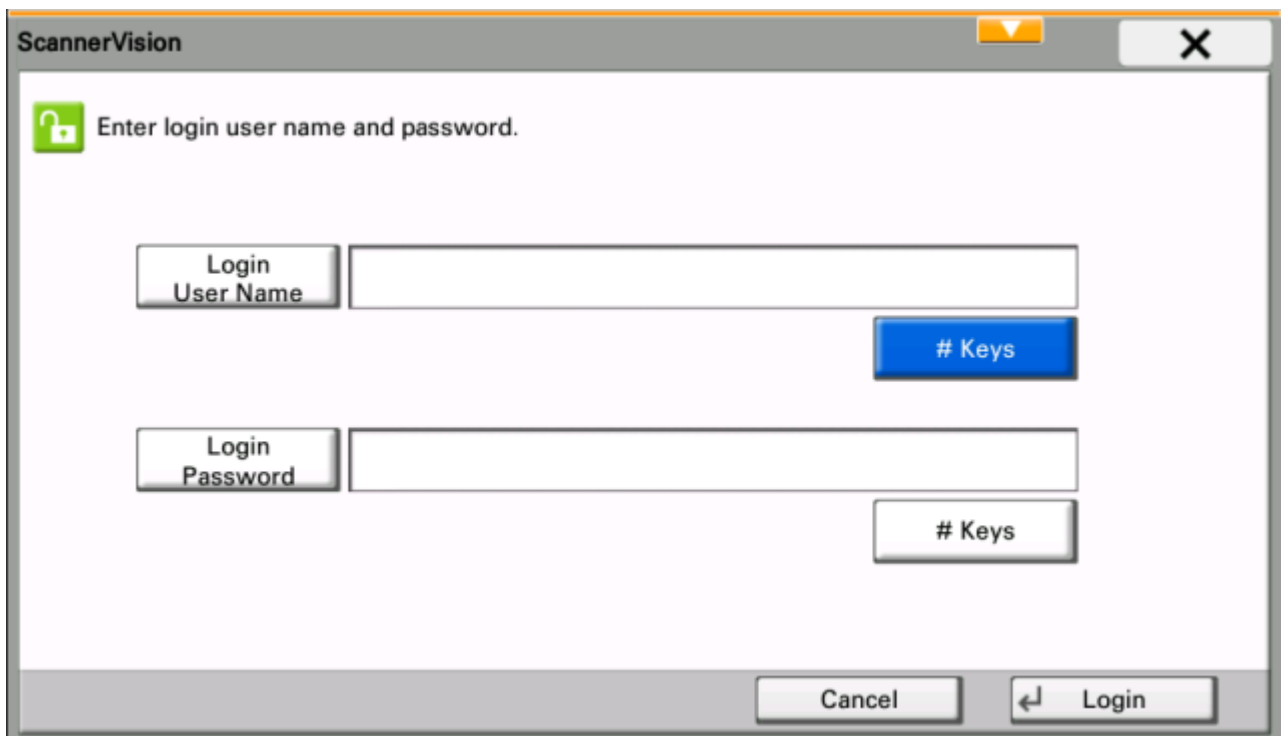 ScannerVision
Enter login user name and password.
Login
User Name
# Keys
Login
Password
# Keys
Cancel
Login